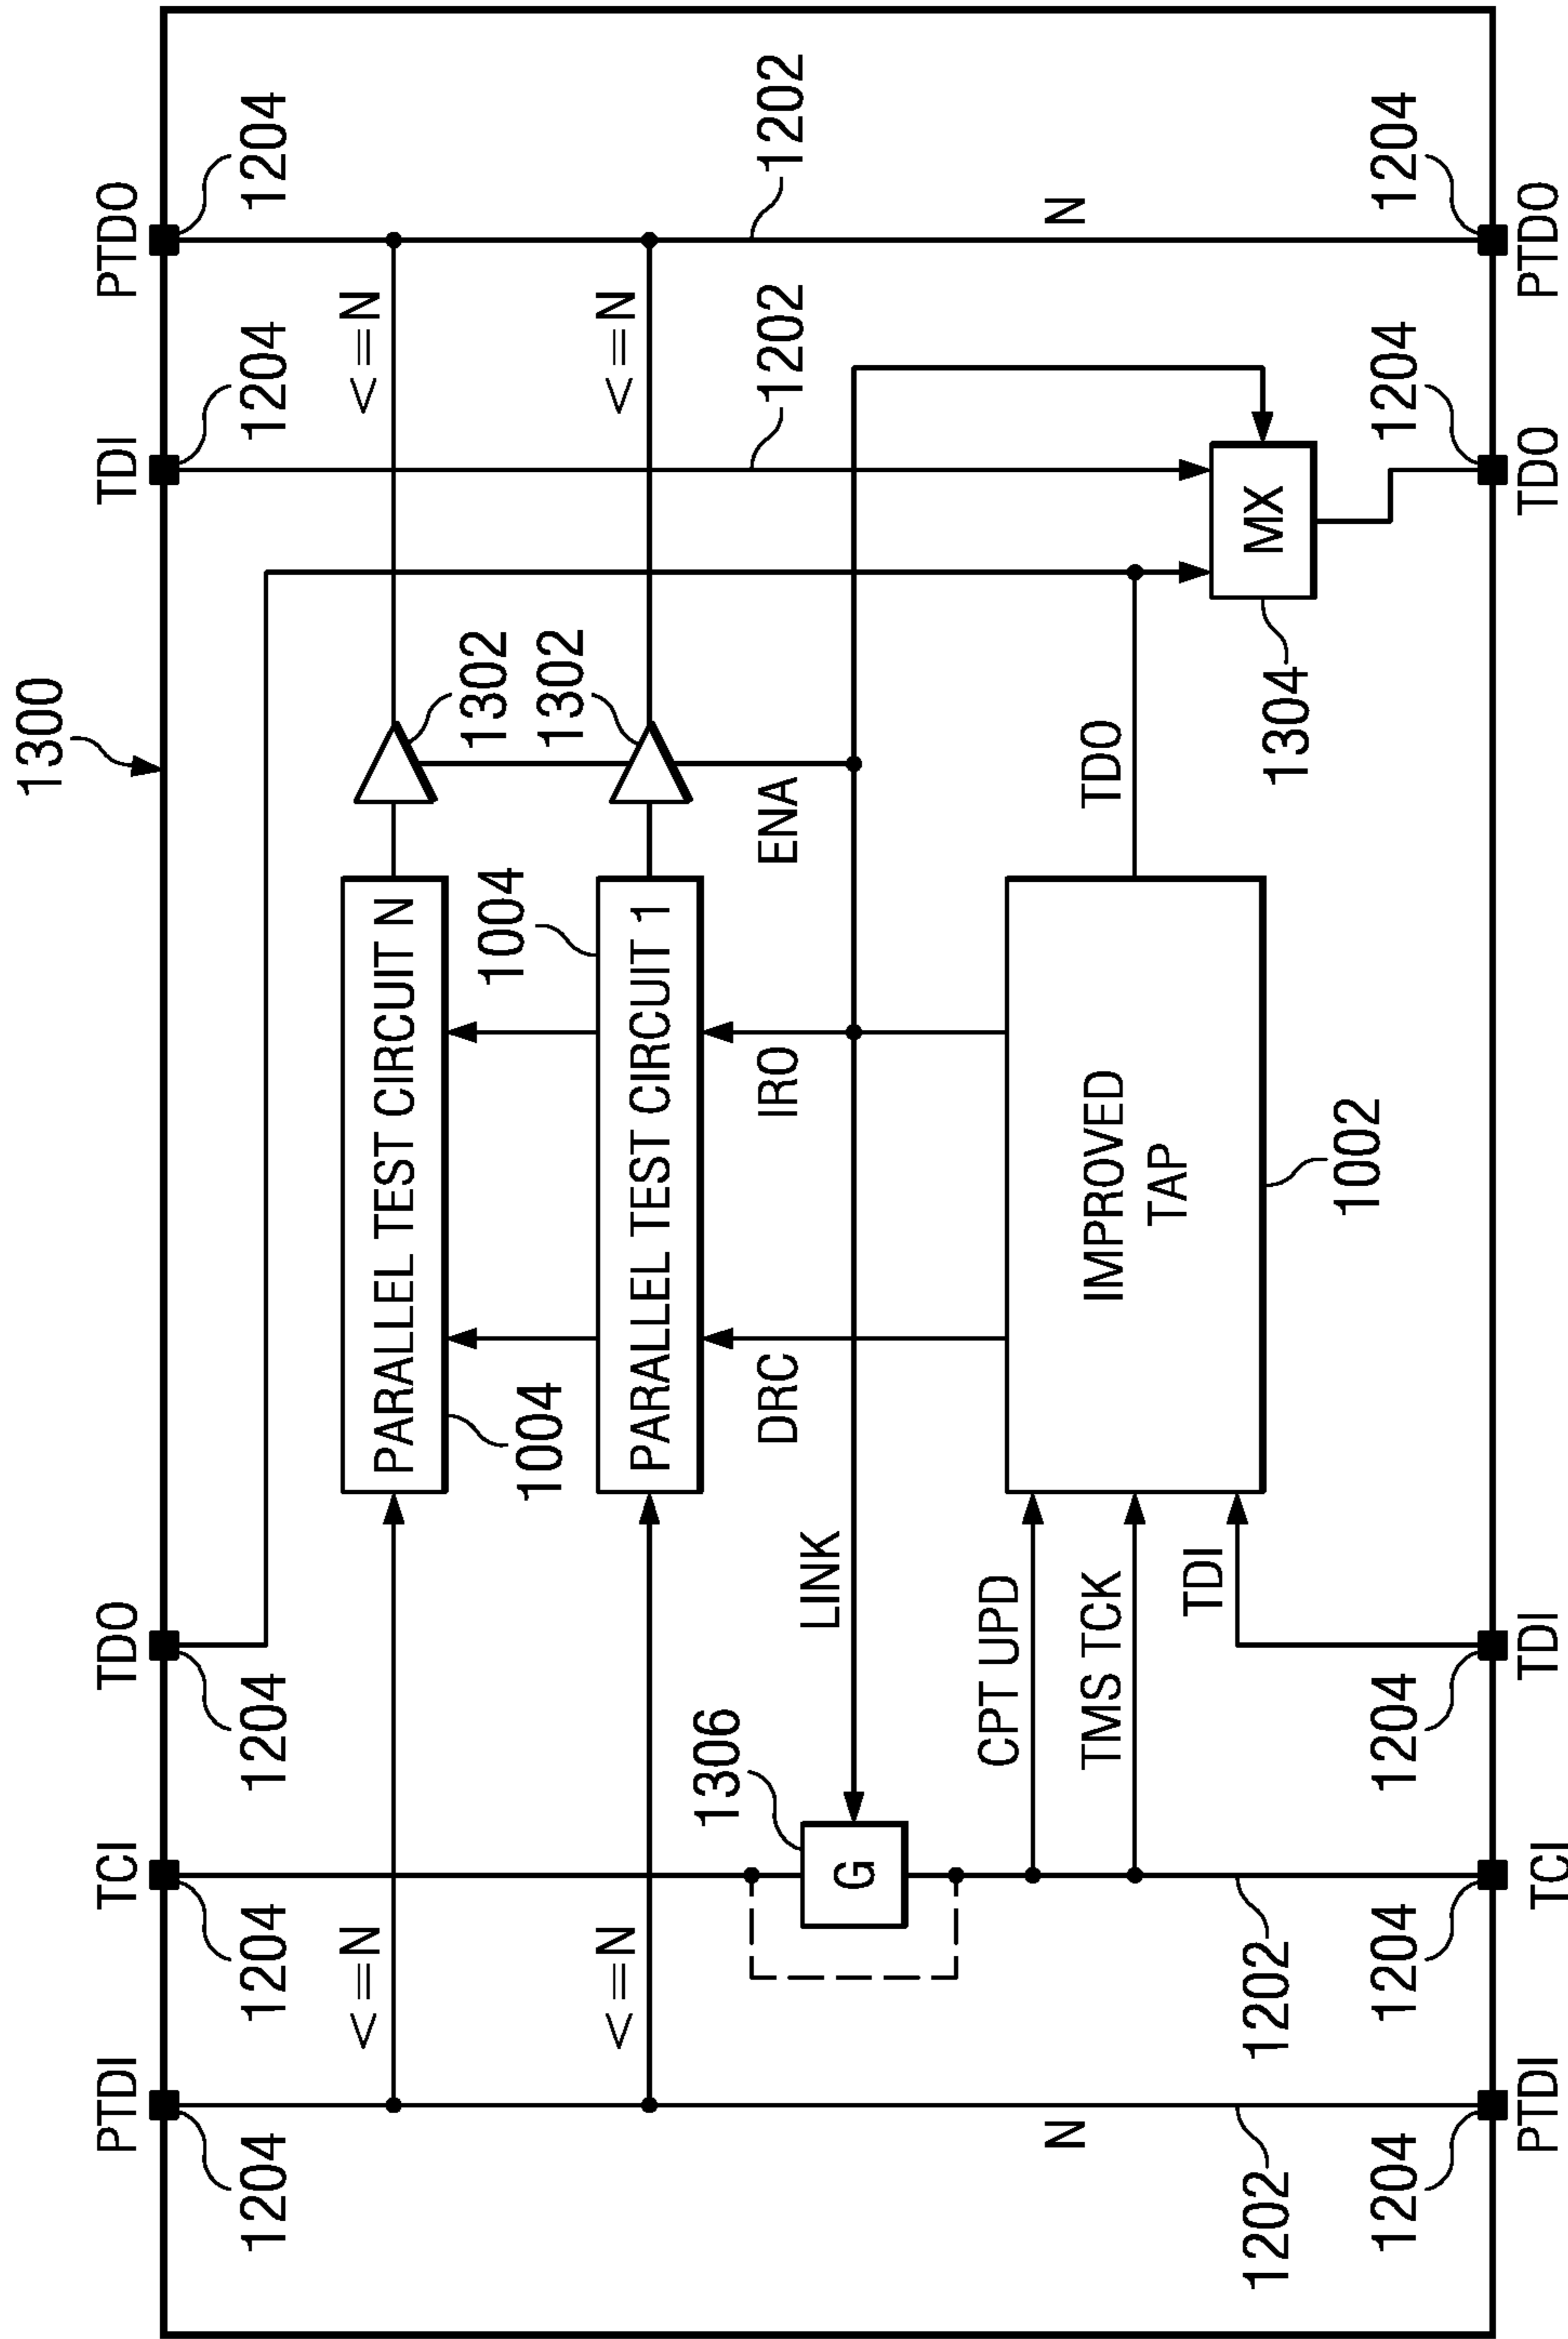 1300
PTDI
TCI
TDO
TDI
PTDO
1204
1204
1204
1204
1204
<=N
<=N
PARALLEL TEST CIRCUIT N
1302
1004
1004
1302
<=N
<=N
PARALLEL TEST CIRCUIT 1
1306
DRC
IRO
ENA
1202
1202
LINK
G
CPT UPD
N
N
TMS TCK
IMPROVED
TAP
TDO
TDI
1202
1202
MX
1304
1002
1204
1204
1204
1204
1204
PTDI
TCI
TDI
TDO
PTDO